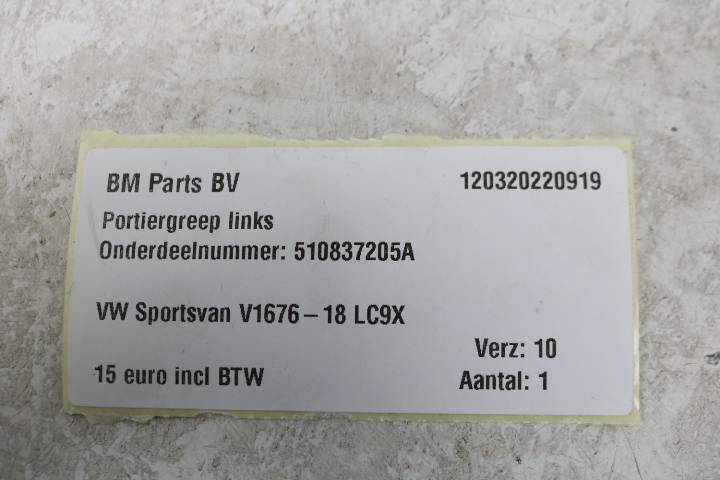 BM Parts BV 120320220919
Portiergreep links
Onderdeelnummer: 510837205A
VW Sportsvan V1676-18 LC9X
Verz: 10
15 euro incl BTW Aantal: 1